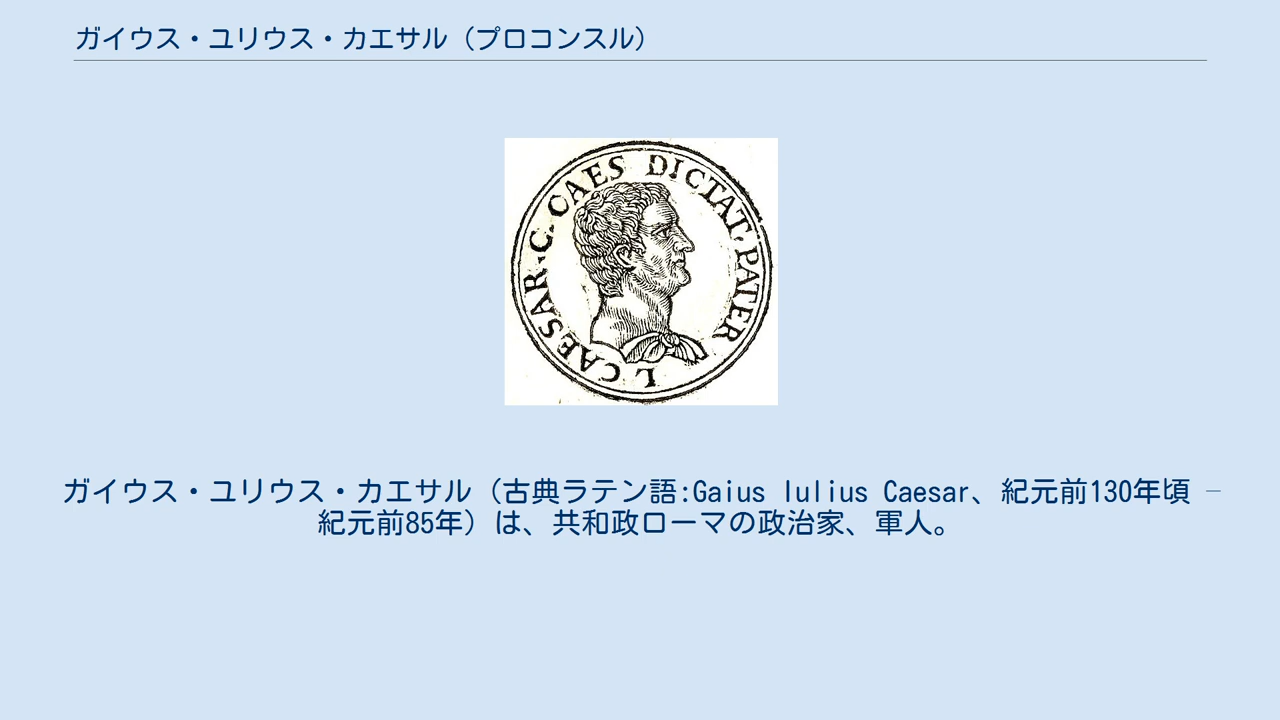 ガイウス・ユリウス・カエサル（プロコンスル）
L·CAESAR·C·CAES DICTAT·PATER
ガイウス・ユリウス・カエサル（古典ラテン語:Gaius Iulius Caesar、紀元前130年頃 –
紀元前85年）は、共和政ローマの政治家、軍人。